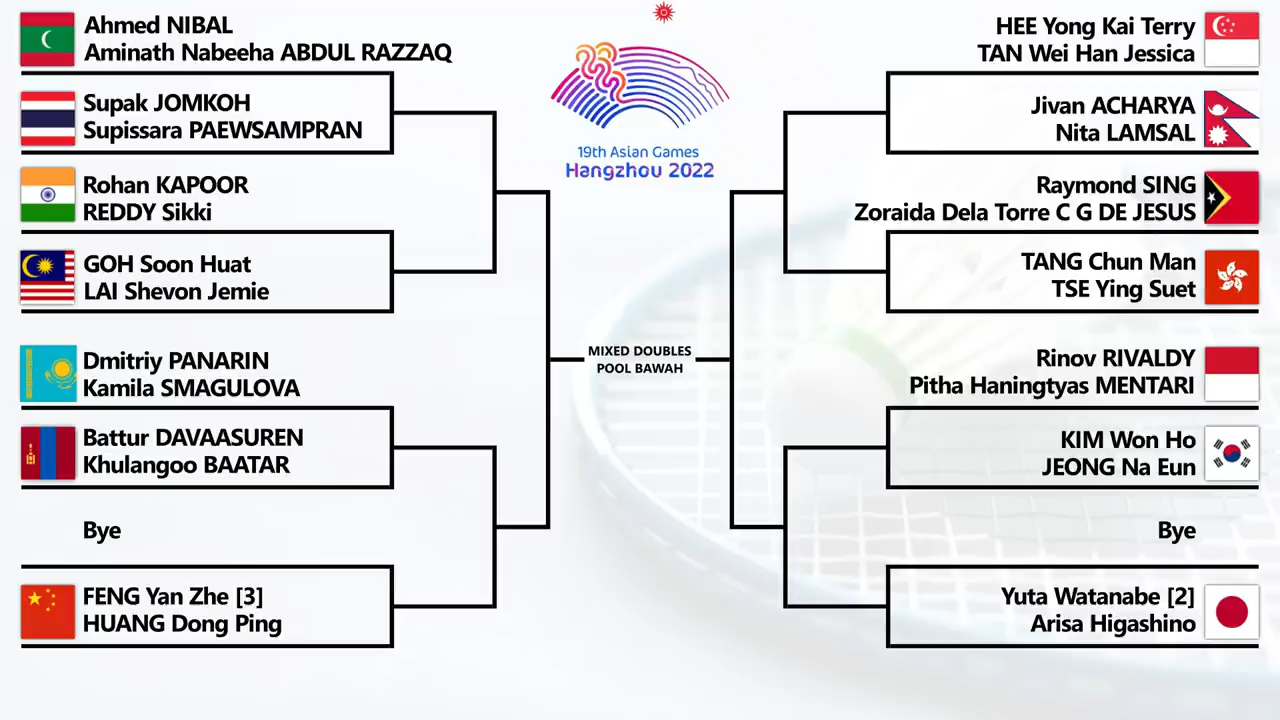 Ahmed NIBAL
Aminath Nabeeha ABDUL RAZZAQ
Supak JOMKOH
Supissara PAEWSAMPRAN
Rohan KAPOOR
REDDY Sikki
GOH Soon Huat
LAI Shevon Jemie
Dmitriy PANARIN
Kamila SMAGULOVA
Battur DAVAASUREN
Khulangoo BAATAR
Bye
FENG Yan Zhe [3]
HUANG Dong Ping
19th Asian Games
Hangzhou 2022
MIXED DOUBLES
POOL BAWAH
HEE Yong Kai Terry
TAN Wei Han Jessica
Jivan ACHARYA
Nita LAMSAL
Raymond SING
Zoraida Dela Torre C G DE JESUS
TANG Chun Man
TSE Ying Suet
Rinov RIVALDY
Pitha Haningtyas MENTARI
KIM Won Ho
JEONG Na Eun
Bye
Yuta Watanabe [2]
Arisa Higashino